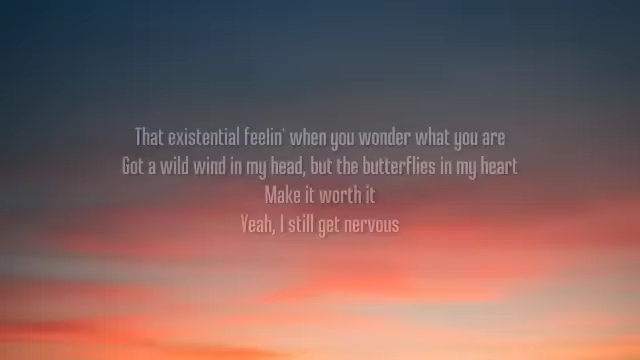 That existential feelin' when you wonder what you are
Got a wild wind in my head, but the butterflies in my heart
Make it worth it
Yeah, I still get nervous